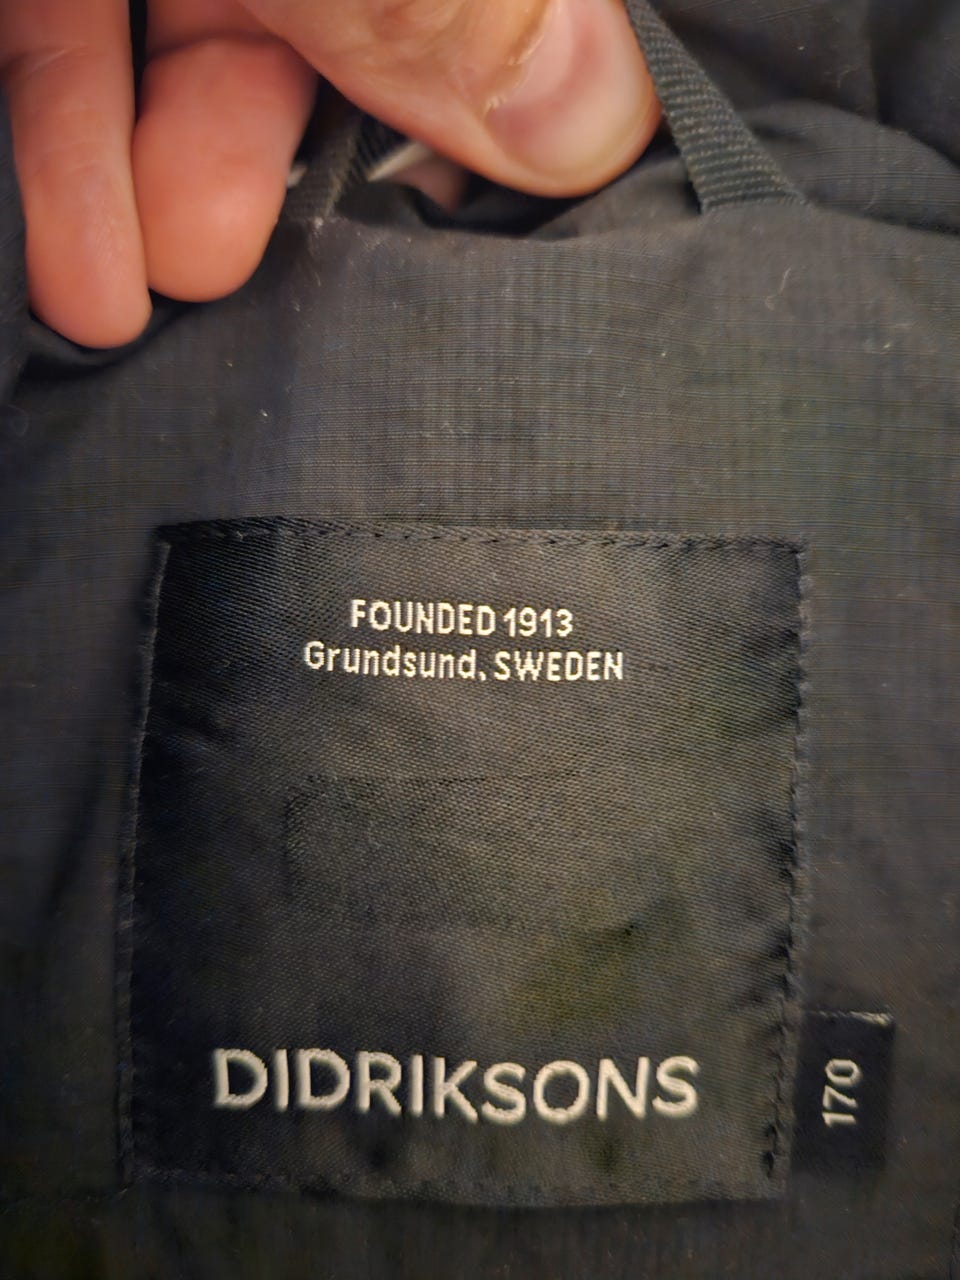 FOUNDED 1913
Grundsund, SWEDEN
DIDRIKSONS
170